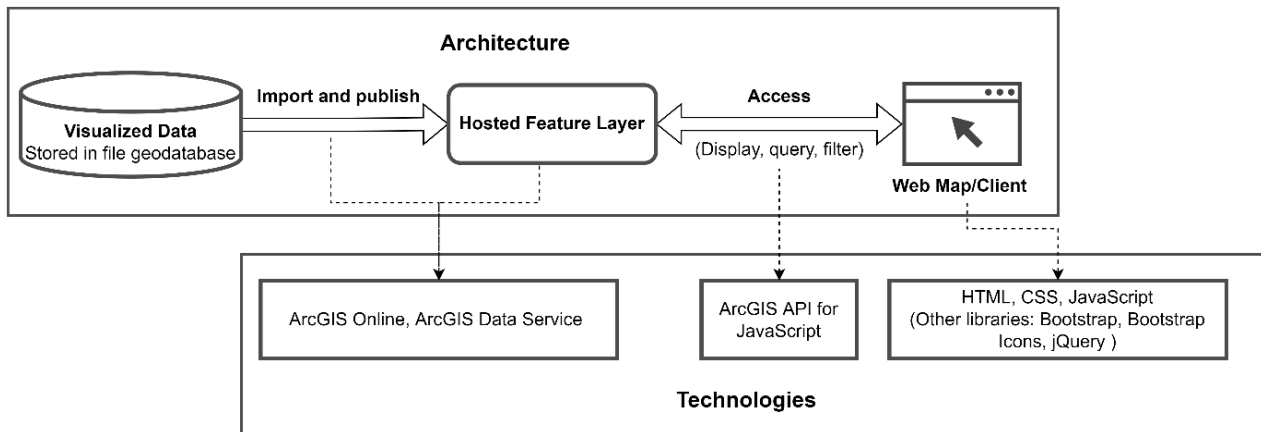 Architecture
Visualized Data
Stored in file geodatabase
Import and publish
Hosted Feature Layer
Access
(Display, query, filter)
Web Map/Client
ArcGIS Online, ArcGIS Data Service
ArcGIS API for
JavaScript
HTML, CSS, JavaScript
(Other libraries: Bootstrap, Bootstrap
Icons, jQuery )
Technologies